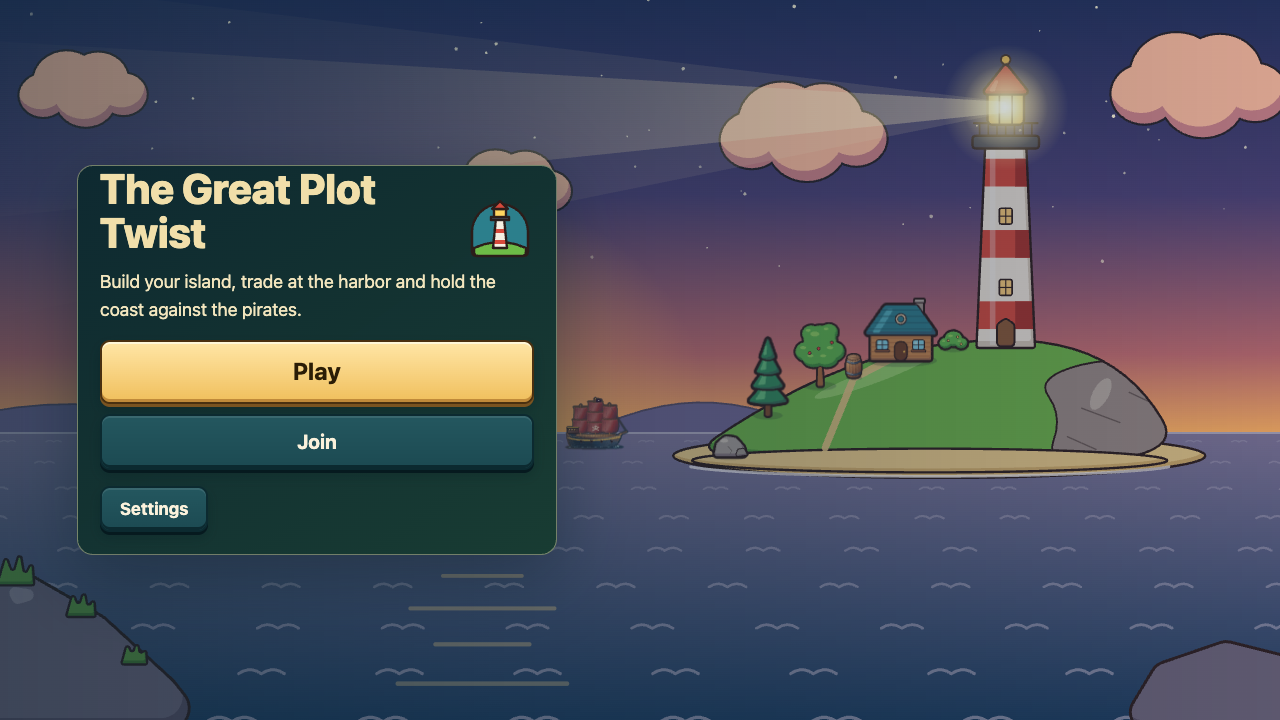 The Great Plot
Twist
Build your island, trade at the harbor and hold the
coast against the pirates.
Play
Join
Settings